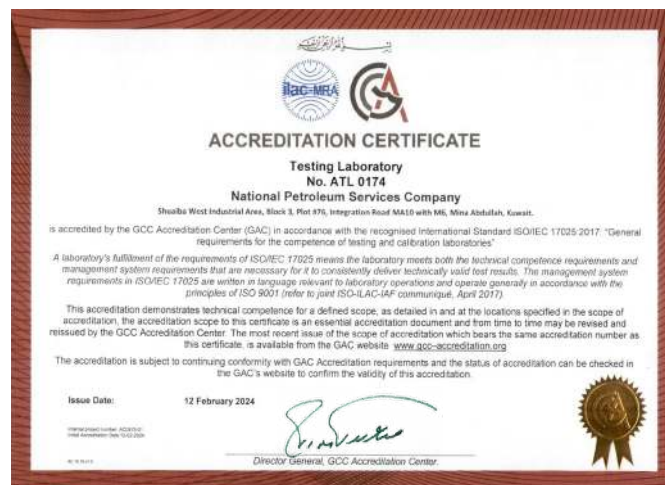 ilac-MRA
ACCREDITATION CERTIFICATE
Testing Laboratory
No. ATL 0174
National Petroleum Services Company
Shuaiba West Industrial Area, Block 3, Plot #76, Integration Road MA10 with M6, Mina Abdullah, Kuwait.
is accredited by the GCC Accreditation Center (GAC) in accordance with the recognised International Standard ISO/IEC 17025:2017 "General
requirements for the competence of testing and calibration laboratories"
A laboratory's fulfillment of the requirements of ISO/IEC 17025 means the laboratory meets both the technical competence requirements and
management system requirements that are necessary for it to consistently deliver technically valid test results. The management system
requirements in ISO/IEC 17025 are written in language relevant to laboratory operations and operate generally in accordance with the
principles of ISO 9001 (refer to joint ISO-ILAC-IAF communiqué, April 2017).
This accreditation demonstrates technical competence for a defined scope, as detailed in and at the locations specified in the scope of
accreditation, the accreditation scope to this certificate is an essential accreditation document and from time to time may be revised and
reissued by the GCC Accreditation Center. The most recent issue of the scope of accreditation which bears the same accreditation number as
this certificate, is available from the GAC website www.gcc-accreditation.org
The accreditation is subject to continuing conformity with GAC Accreditation requirements and the status of accreditation can be checked in
the GAC's website to confirm the validity of this accreditation.
Issue Date: 12 February 2024
Director General, GCC Accreditation Center.